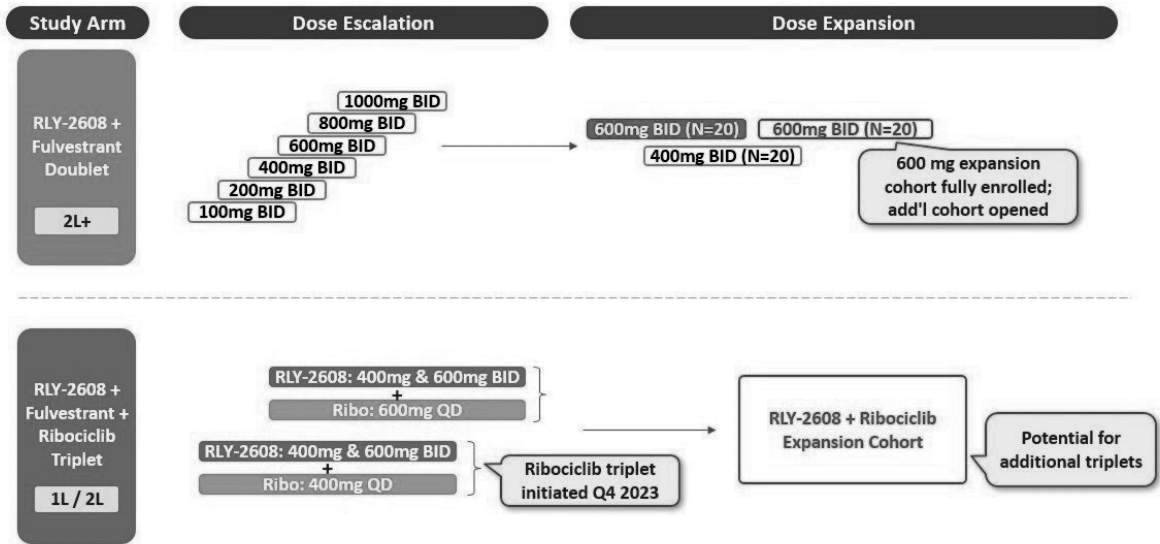 Study Arm
Dose Escalation
Dose Expansion
RLY-2608 +
Fulvestrant
Doublet
2L+
1000mg BID
800mg BID
600mg BID
400mg BID
200mg BID
100mg BID
600mg BID (N=20)
600mg BID (N=20)
400mg BID (N=20)
600 mg expansion
cohort fully enrolled;
add'l cohort opened
RLY-2608 +
Fulvestrant +
Ribociclib
Triplet
1L / 2L
RLY-2608: 400mg & 600mg BID
+
Ribo: 600mg QD
RLY-2608: 400mg & 600mg BID
+
Ribo: 400mg QD
Ribociclib triplet
initiated Q4 2023
RLY-2608 + Ribociclib
Expansion Cohort
Potential for
additional triplets